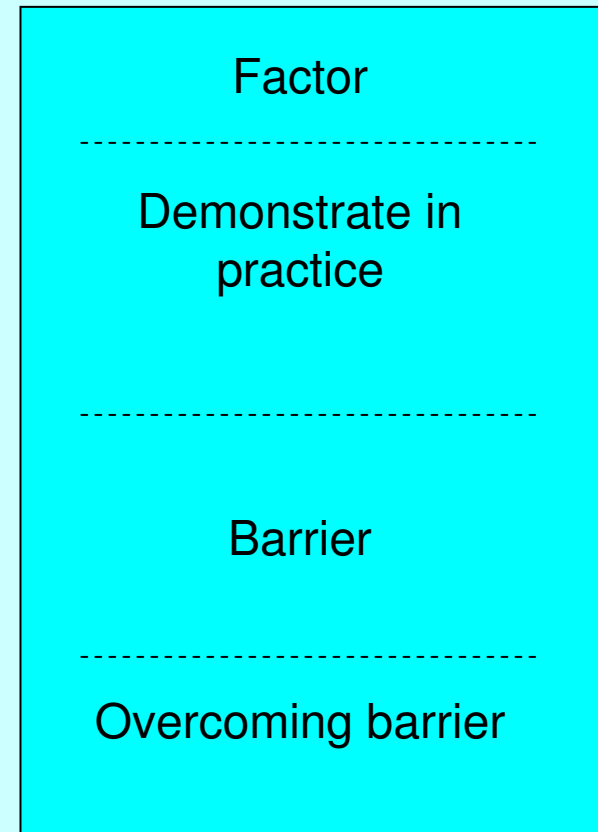 Factor
Demonstrate in
practice
Barrier
Overcoming barrier